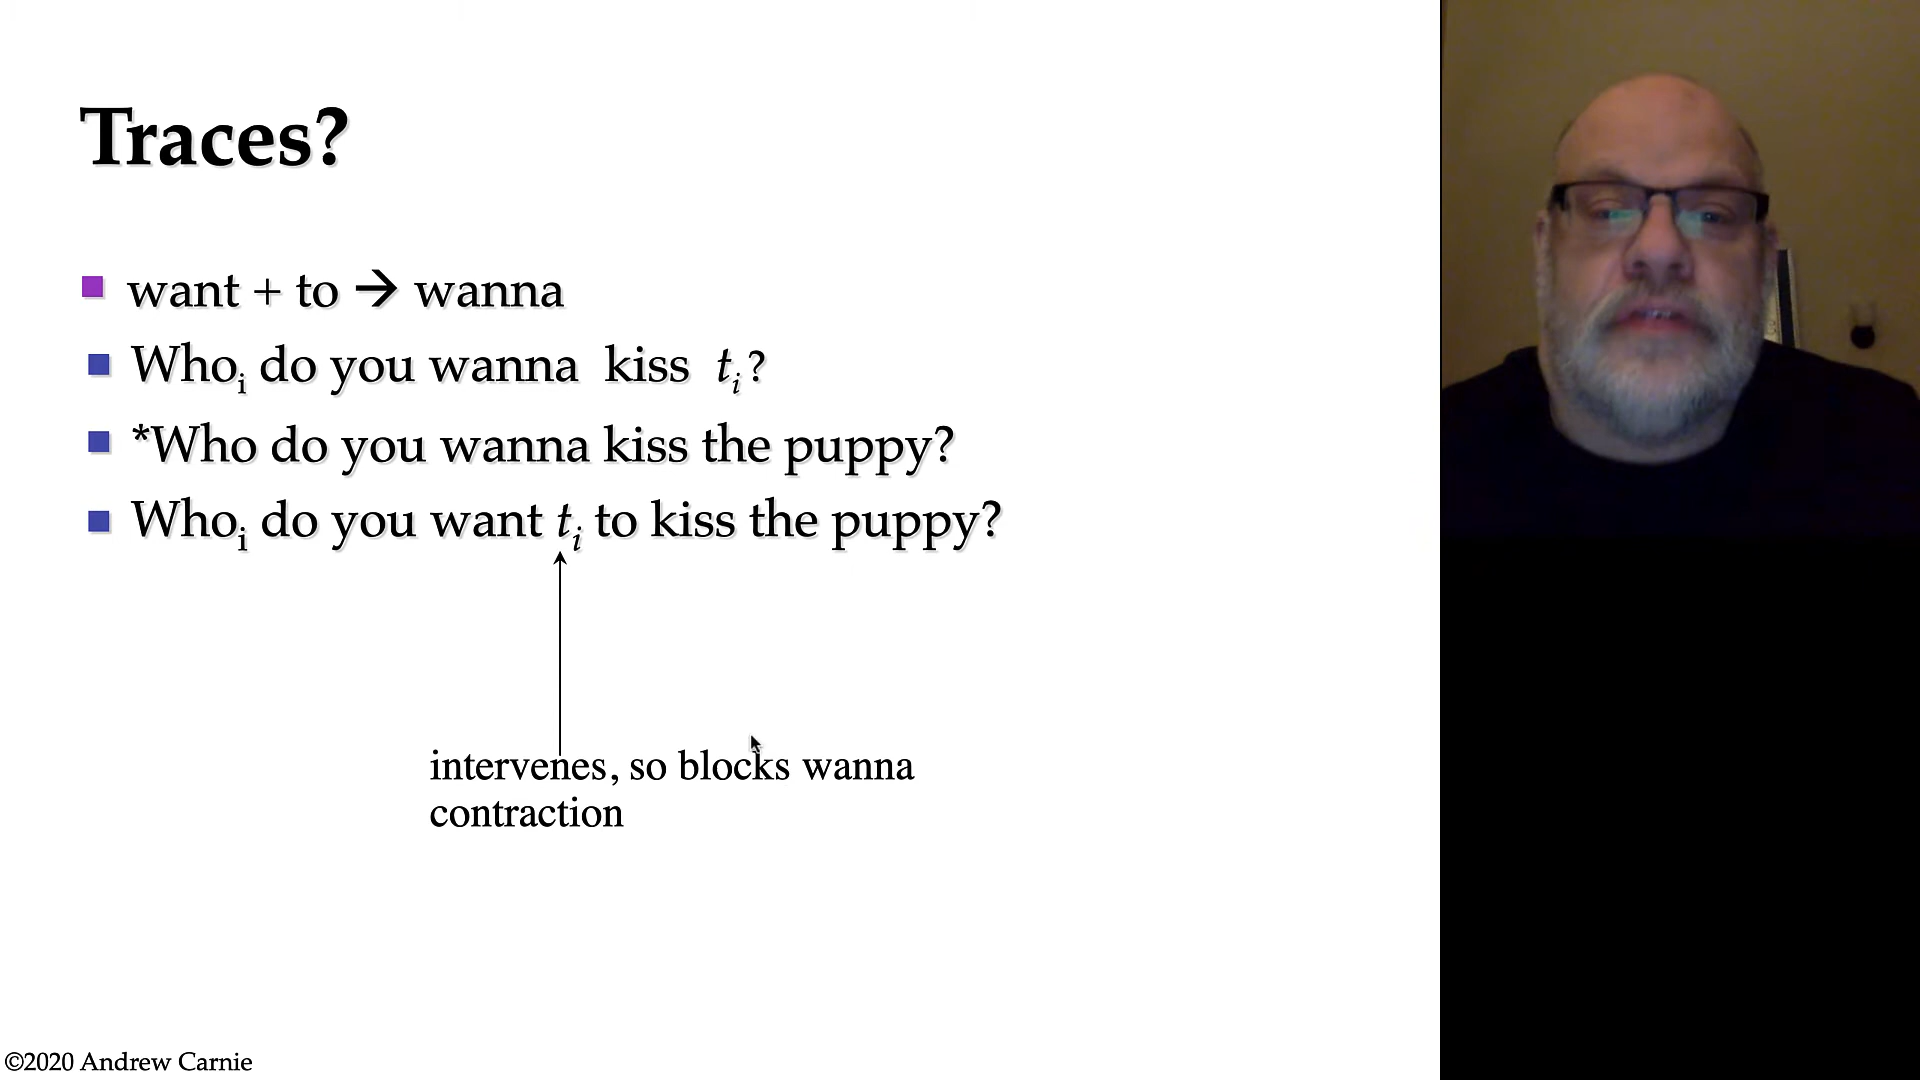 Traces?
want + to → wanna
Whoᵢ do you wanna kiss tᵢ?
*Who do you wanna kiss the puppy?
Whoᵢ do you want tᵢ to kiss the puppy?
intervenes, so blocks wanna
contraction
©2020 Andrew Carnie